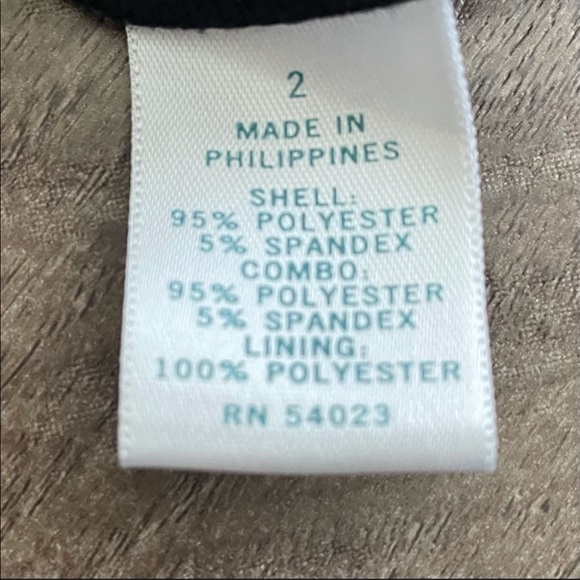 2
MADE IN
PHILIPPINES
SHELL:
95% POLYESTER
5% SPANDEX
COMBO:
95% POLYESTER
5% SPANDEX
LINING:
100% POLYESTER
RN 54023